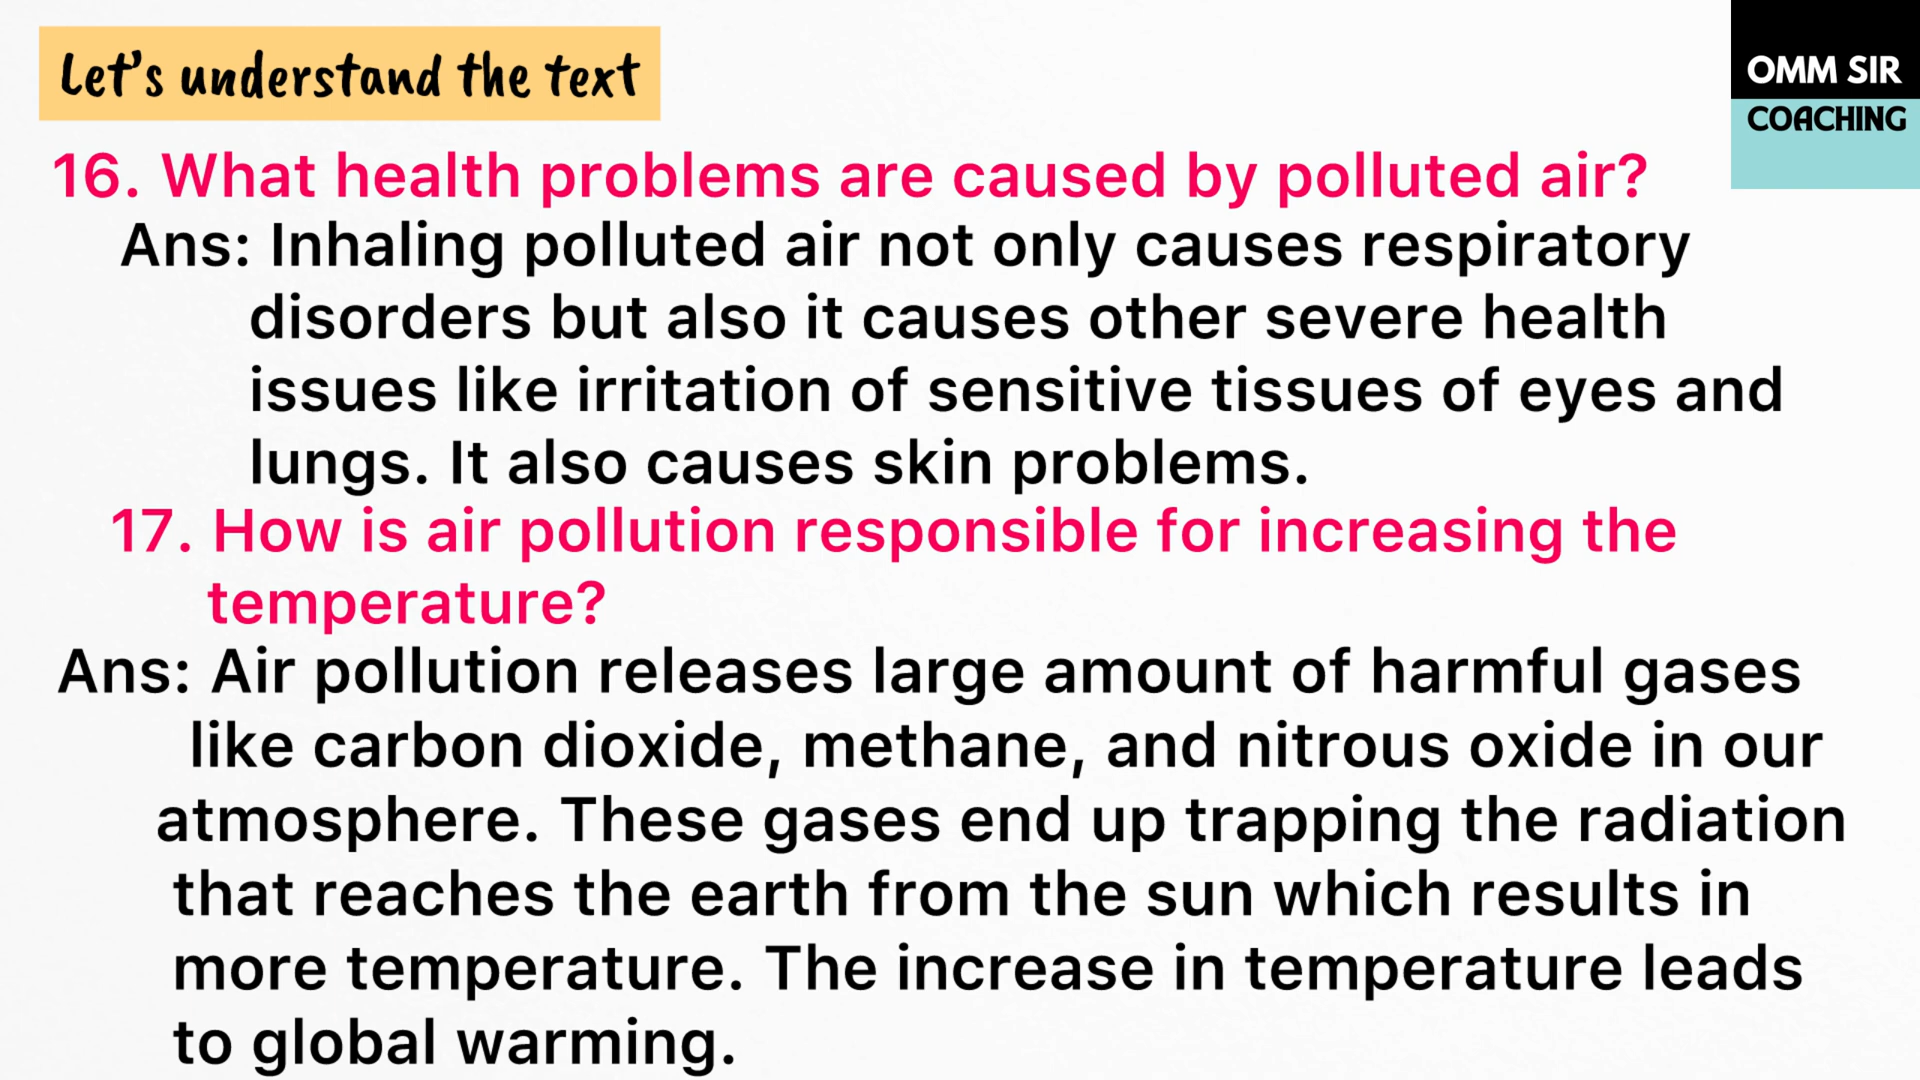 Let's understand the text
OMM SIR
COACHING
16. What health problems are caused by polluted air?
Ans: Inhaling polluted air not only causes respiratory
disorders but also it causes other severe health
issues like irritation of sensitive tissues of eyes and
lungs. It also causes skin problems.
17. How is air pollution responsible for increasing the
temperature?
Ans: Air pollution releases large amount of harmful gases
like carbon dioxide, methane, and nitrous oxide in our
atmosphere. These gases end up trapping the radiation
that reaches the earth from the sun which results in
more temperature. The increase in temperature leads
to global warming.